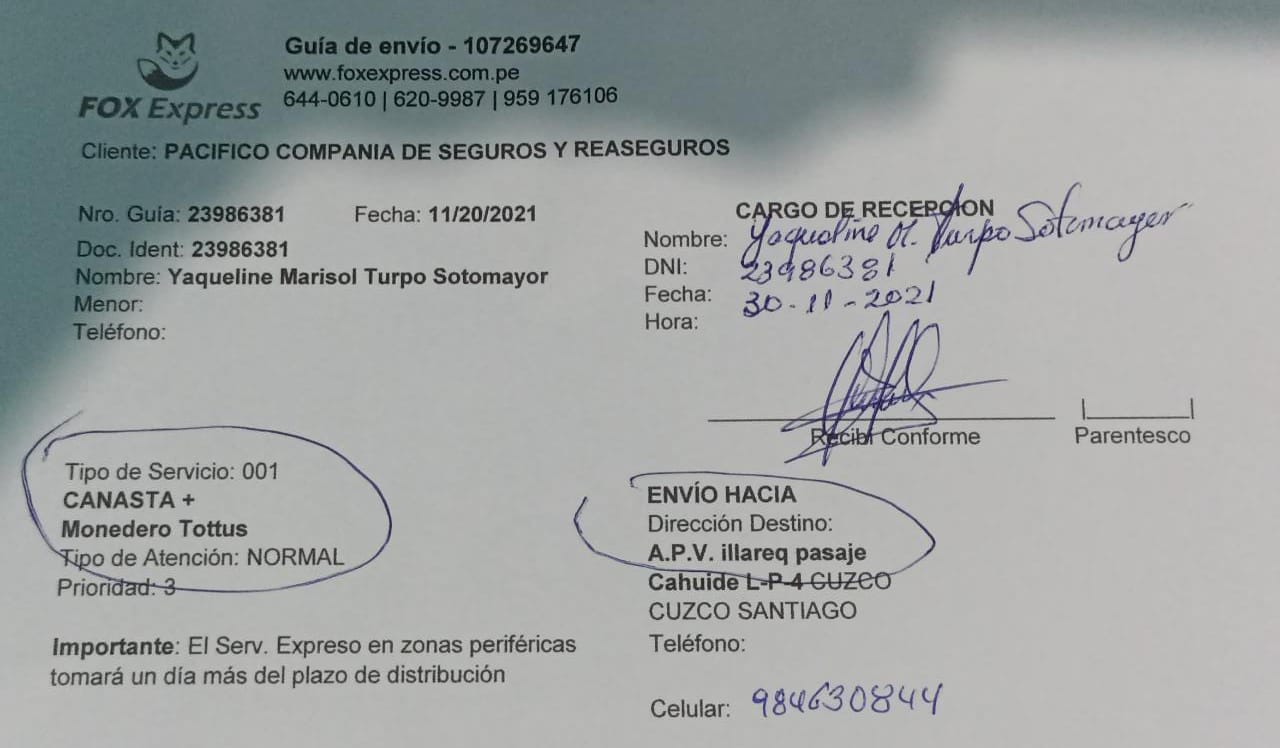 FOX Express
Guía de envío - 107269647
www.foxexpress.com.pe
644-0610 | 620-9987 | 959 176106
Cliente: PACIFICO COMPANIA DE SEGUROS Y REASEGUROS
Nro. Guía: 23986381 Fecha: 11/20/2021
Doc. Ident: 23986381
Nombre: Yaqueline Marisol Turpo Sotomayor
Menor:
Teléfono:
CARGO DE RECEPCION
Nombre: Yaqueline M. Turpo Sotomayor
DNI: 23986381
Fecha: 30-11-2021
Hora:
Recibí Conforme
Parentesco
Tipo de Servicio: 001
CANASTA +
Monedero Tottus
Tipo de Atención: NORMAL
Prioridad: 3
Importante: El Serv. Expreso en zonas periféricas
tomará un día más del plazo de distribución
ENVÍO HACIA
Dirección Destino:
A.P.V. illareq pasaje
Cahuide L-P-4 CUZCO
CUZCO SANTIAGO
Teléfono:
Celular: 984630844